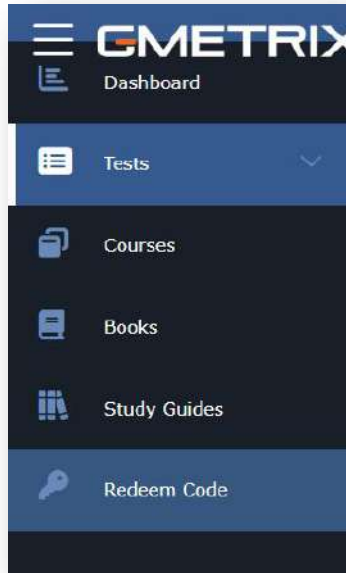 GMETRIX
Dashboard
Tests
Courses
Books
Study Guides
Redeem Code